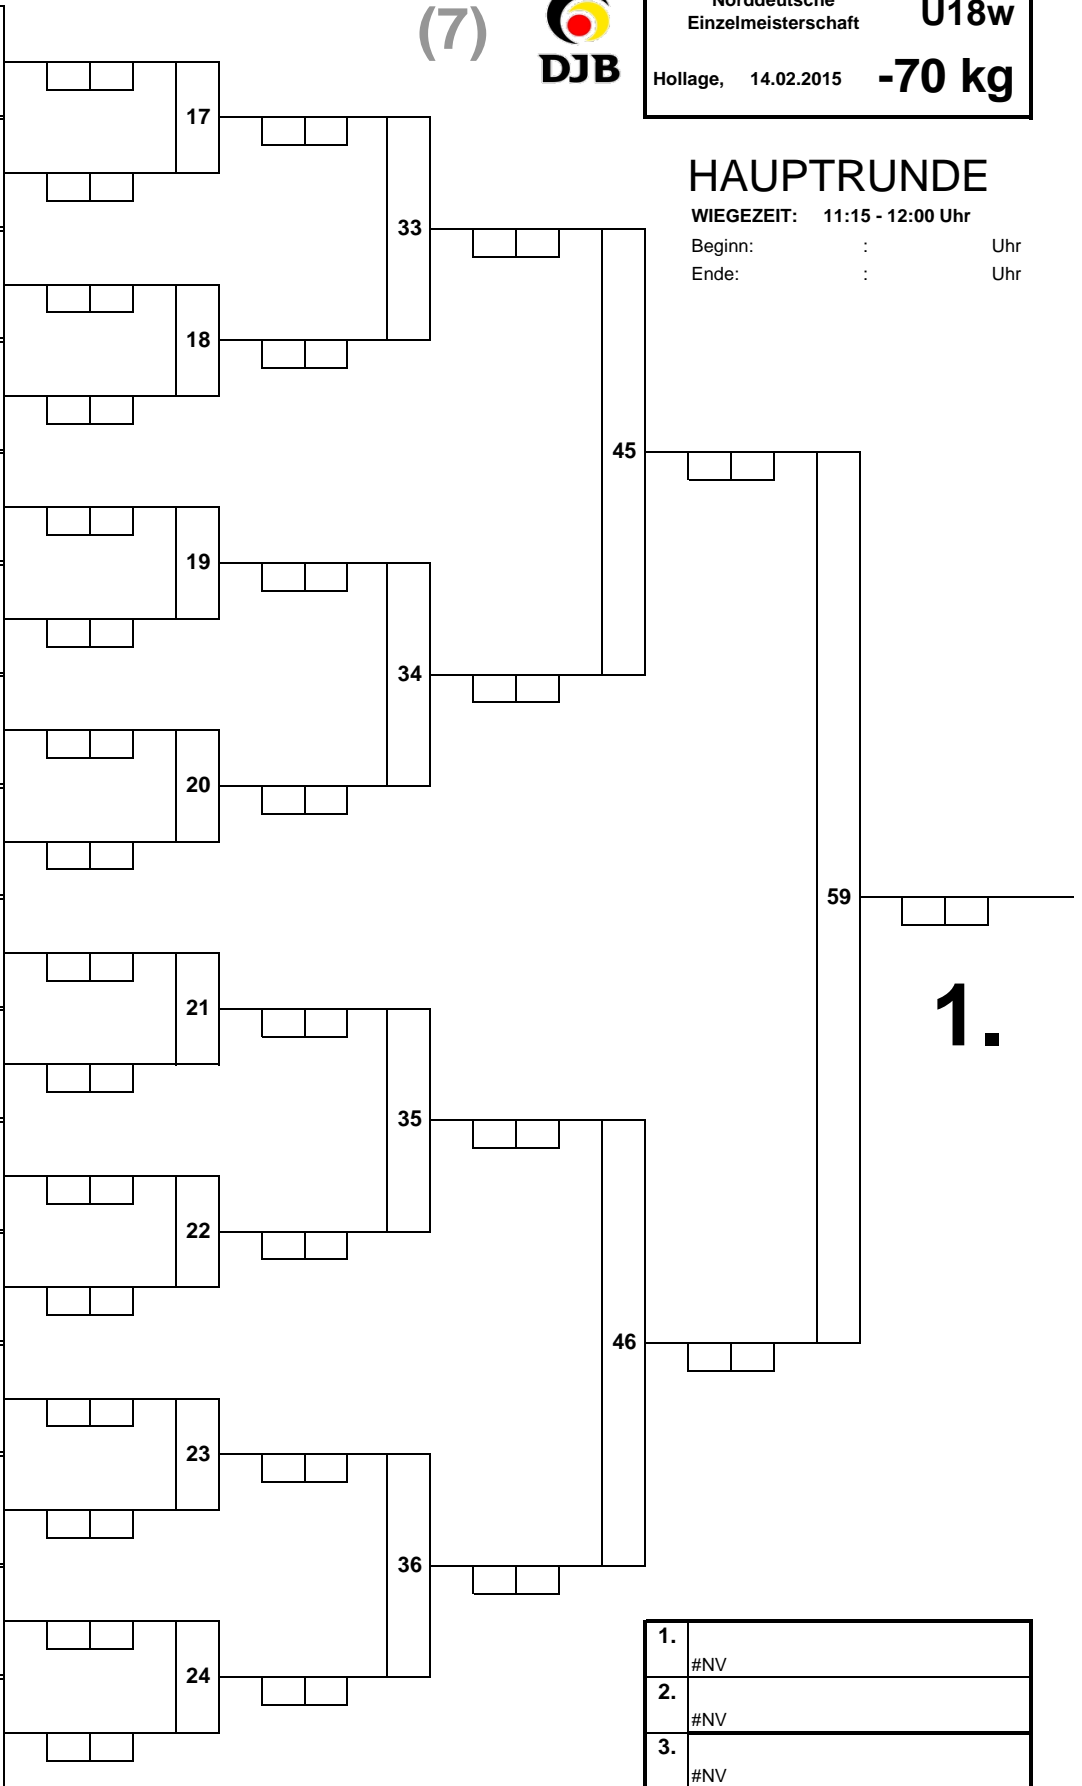 (7)
DJB
Norddeutsche
Einzelmeisterschaft
U18w
Hollage, 14.02.2015
-70 kg
HAUPTRUNDE
WIEGEZEIT: 11:15 - 12:00 Uhr
Beginn: : Uhr
Ende: : Uhr
17
33
18
45
19
34
20
59
1.
21
35
22
46
23
36
24
1.
#NV
2.
#NV
3.
#NV